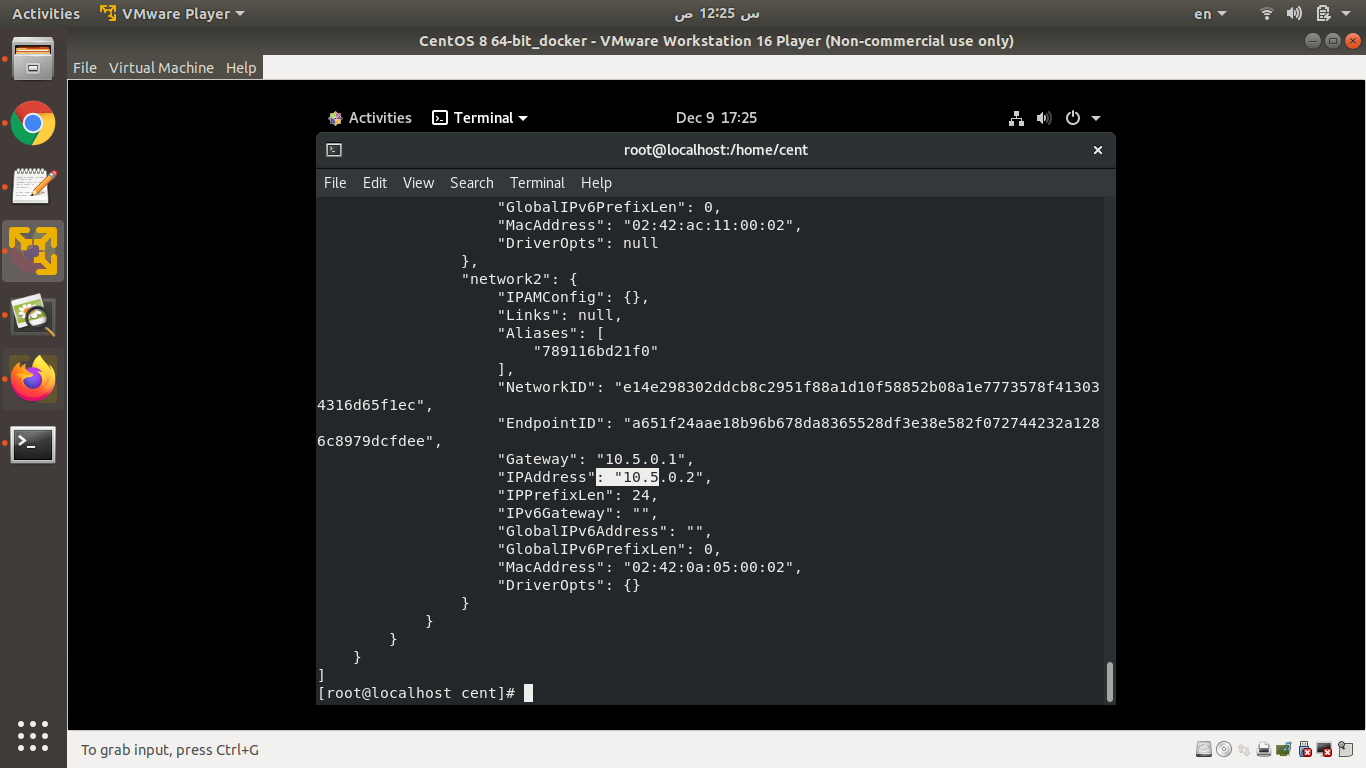 Activities VMware Player س 12:25 ص en
CentOS 8 64-bit_docker - VMware Workstation 16 Player (Non-commercial use only)
File Virtual Machine Help
Activities Terminal Dec 9 17:25
root@localhost:/home/cent
File Edit View Search Terminal Help
"GlobalIPv6PrefixLen": 0,
"MacAddress": "02:42:ac:11:00:02",
"DriverOpts": null
},
"network2": {
"IPAMConfig": {},
"Links": null,
"Aliases": [
"789116bd21f0"
],
"NetworkID": "e14e298302ddcb8c2951f88a1d10f58852b08a1e7773578f41303
4316d65f1ec",
"EndpointID": "a651f24aae18b96b678da8365528df3e38e582f072744232a128
6c8979dcfdee",
"Gateway": "10.5.0.1",
"IPAddress": "10.5.0.2",
"IPPrefixLen": 24,
"IPv6Gateway": "",
"GlobalIPv6Address": "",
"GlobalIPv6PrefixLen": 0,
"MacAddress": "02:42:0a:05:00:02",
"DriverOpts": {}
}
}
}
}
]
[root@localhost cent]#
To grab input, press Ctrl+G